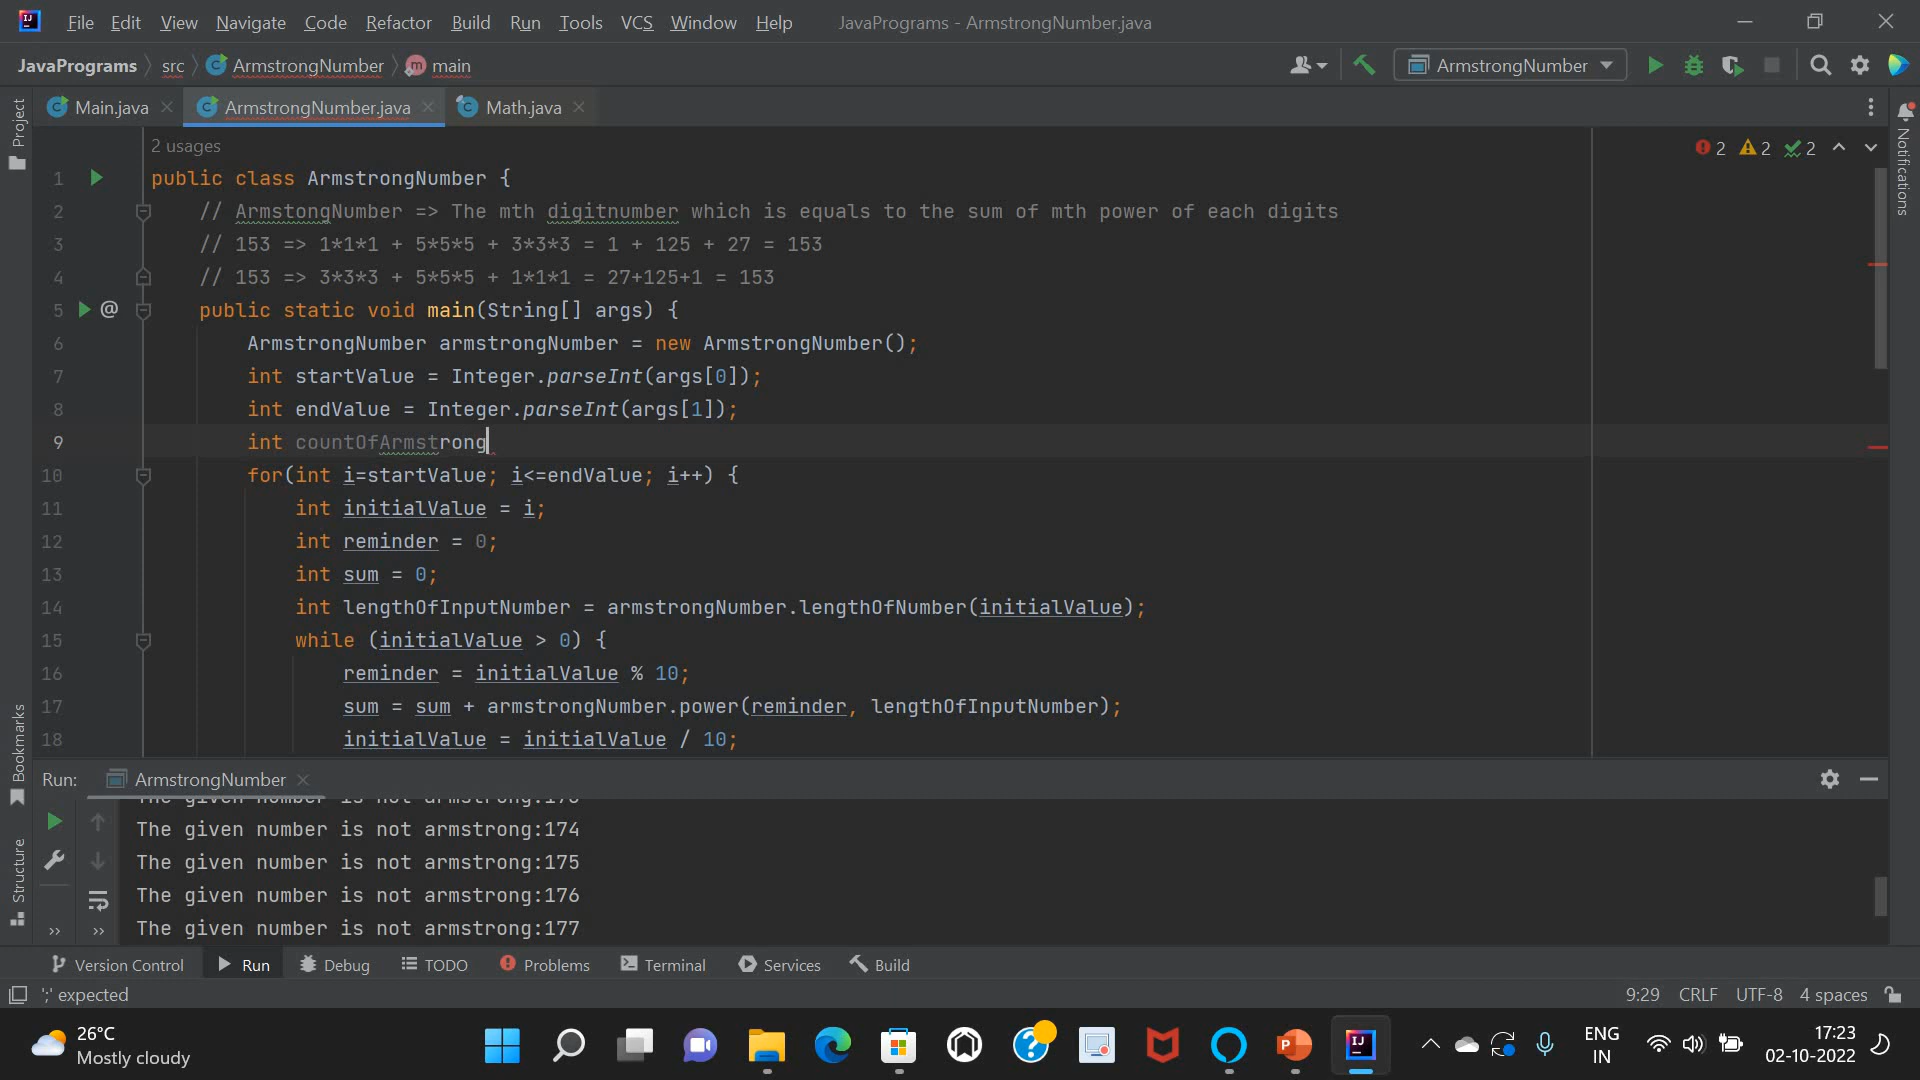 File Edit View Navigate Code Refactor Build Run Tools VCS Window Help JavaPrograms - ArmstrongNumber.java
JavaPrograms src ArmstrongNumber main ArmstrongNumber
Project
Main.java ArmstrongNumber.java Math.java
Notifications
2 usages
2 2 2
1 public class ArmstrongNumber {
2 // ArmstongNumber => The mth digitnumber which is equals to the sum of mth power of each digits
3 // 153 => 1*1*1 + 5*5*5 + 3*3*3 = 1 + 125 + 27 = 153
4 // 153 => 3*3*3 + 5*5*5 + 1*1*1 = 27+125+1 = 153
5 @ public static void main(String[] args) {
6 ArmstrongNumber armstrongNumber = new ArmstrongNumber();
7 int startValue = Integer.parseInt(args[0]);
8 int endValue = Integer.parseInt(args[1]);
9 int countOfArmstrong
10 for(int i=startValue; i<=endValue; i++) {
11 int initialValue = i;
12 int reminder = 0;
13 int sum = 0;
14 int lengthOfInputNumber = armstrongNumber.lengthOfNumber(initialValue);
15 while (initialValue > 0) {
16 reminder = initialValue % 10;
17 sum = sum + armstrongNumber.power(reminder, lengthOfInputNumber);
18 initialValue = initialValue / 10;
Bookmarks
Structure
Run: ArmstrongNumber
The given number is not armstrong:174
The given number is not armstrong:175
The given number is not armstrong:176
The given number is not armstrong:177
Version Control Run Debug TODO Problems Terminal Services Build
';' expected 9:29 CRLF UTF-8 4 spaces
26°C
Mostly cloudy
ENG
IN
17:23
02-10-2022